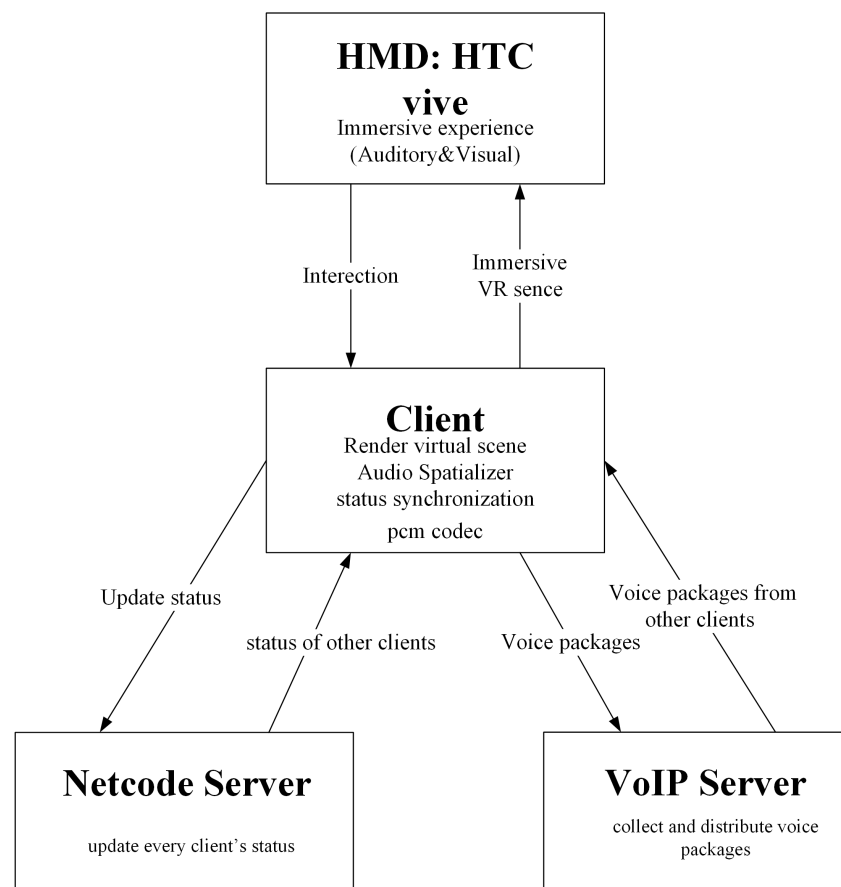 HMD: HTC
vive
Immersive experience
(Auditory&Visual)
Interection
Immersive
VR sence
Client
Render virtual scene
Audio Spatializer
status synchronization
pcm codec
Update status
status of other clients
Voice packages
Voice packages from
other clients
Netcode Server
update every client’s status
VoIP Server
collect and distribute voice
packages